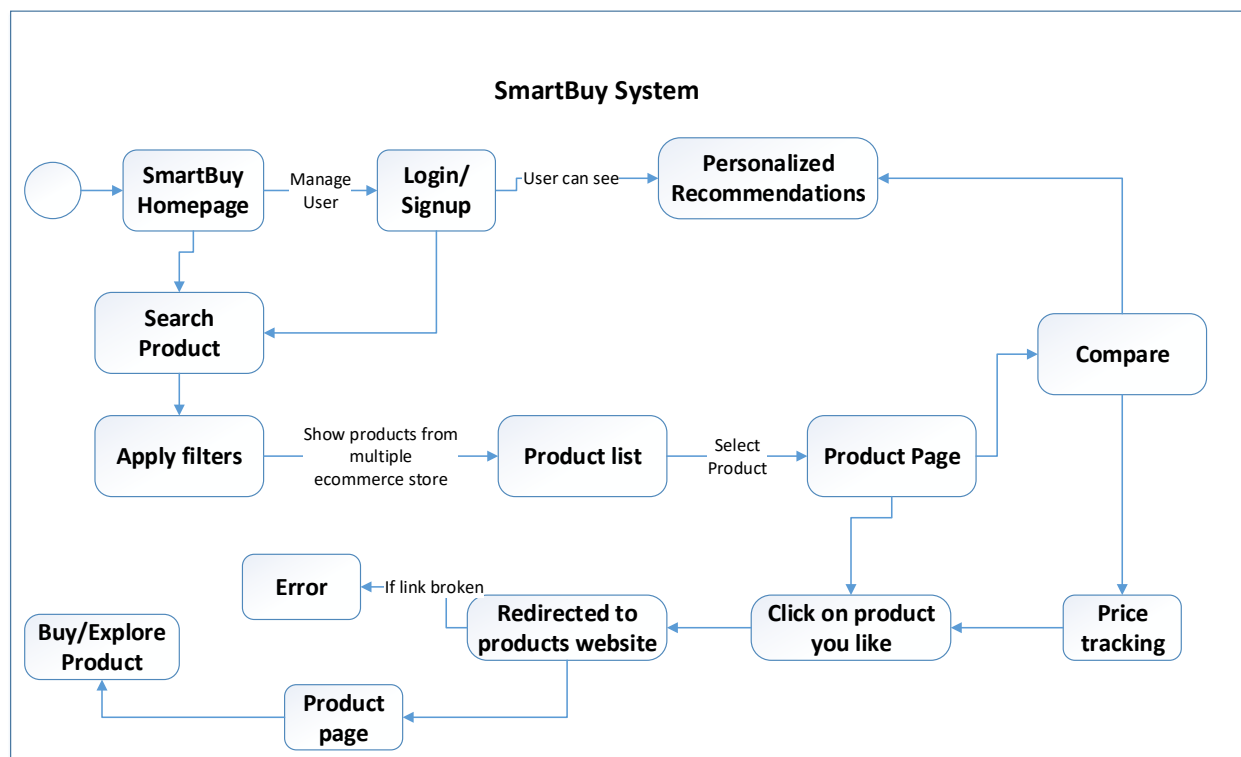 SmartBuy System
SmartBuy
Homepage
Manage
User
Login/
Signup
User can see
Personalized
Recommendations
Search
Product
Compare
Apply filters
Show products from
multiple
ecommerce store
Product list
Select
Product
Product Page
Error
If link broken
Redirected to
products website
Click on product
you like
Price
tracking
Buy/Explore
Product
Product
page